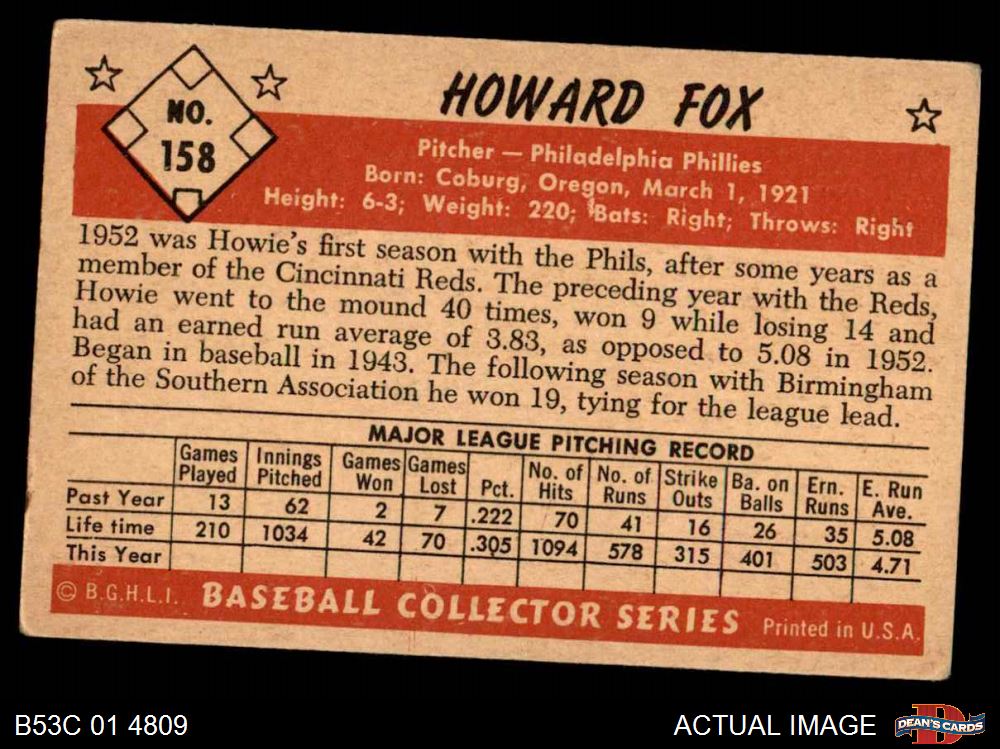 NO.
158
HOWARD FOX
Pitcher — Philadelphia Phillies
Born: Coburg, Oregon, March 1, 1921
Height: 6-3; Weight: 220; Bats: Right; Throws: Right
1952 was Howie's first season with the Phils, after some years as a
member of the Cincinnati Reds. The preceding year with the Reds,
Howie went to the mound 40 times, won 9 while losing 14 and
had an earned run average of 3.83, as opposed to 5.08 in 1952.
Began in baseball in 1943. The following season with Birmingham
of the Southern Association he won 19, tying for the league lead.
MAJOR LEAGUE PITCHING RECORD
Games Played Innings Pitched Games Won Games Lost Pct. No. of Hits No. of Runs Strike Outs Ba. on Balls Ern. Runs E. Run Ave.
Past Year 13 62 2 7 .222 70 41 16 26 35 5.08
Life time 210 1034 42 70 .305 1094 578 315 401 503 4.71
This Year
© B.G.H.L.I. BASEBALL COLLECTOR SERIES Printed in U.S.A.
B53C 01 4809
ACTUAL IMAGE
D
DEAN'S CARDS